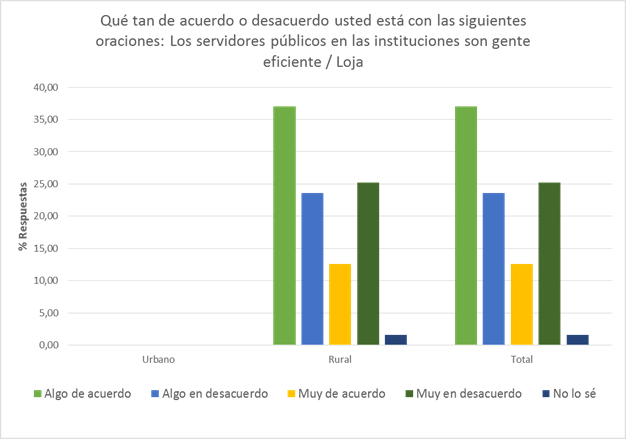 Qué tan de acuerdo o desacuerdo usted está con las siguientes
oraciones: Los servidores públicos en las instituciones son gente
eficiente / Loja
40,00
35,00
30,00
25,00
20,00
15,00
10,00
5,00
0,00
% Respuestas
Urbano Rural Total
Algo de acuerdo Algo en desacuerdo Muy de acuerdo Muy en desacuerdo No lo sé